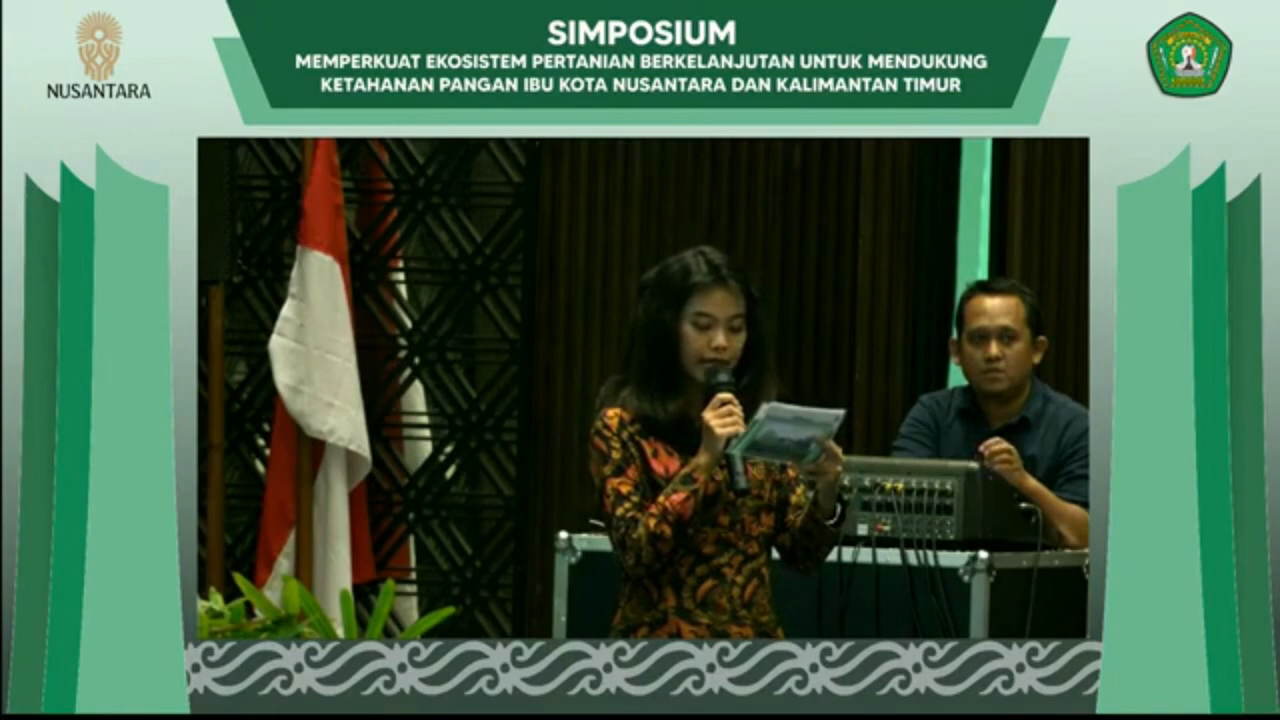 SIMPOSIUM
MEMPERKUAT EKOSISTEM PERTANIAN BERKELANJUTAN UNTUK MENDUKUNG
KETAHANAN PANGAN IBU KOTA NUSANTARA DAN KALIMANTAN TIMUR
NUSANTARA